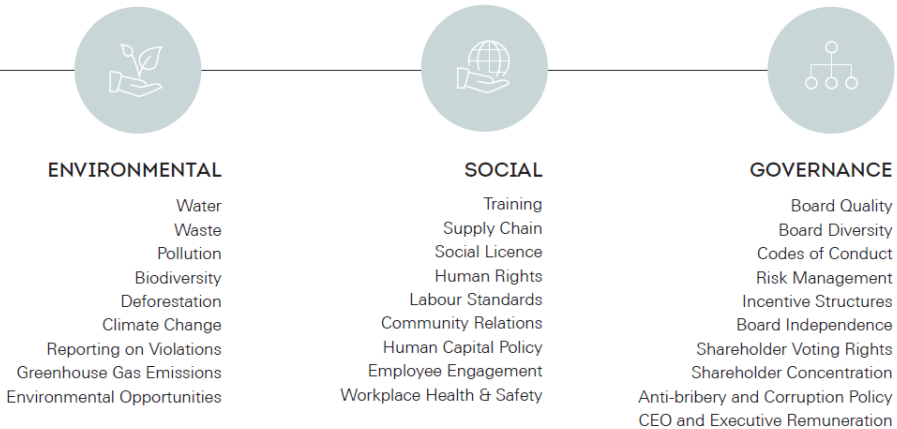 ENVIRONMENTAL
Water
Waste
Pollution
Biodiversity
Deforestation
Climate Change
Reporting on Violations
Greenhouse Gas Emissions
Environmental Opportunities
SOCIAL
Training
Supply Chain
Social Licence
Human Rights
Labour Standards
Community Relations
Human Capital Policy
Employee Engagement
Workplace Health & Safety
GOVERNANCE
Board Quality
Board Diversity
Codes of Conduct
Risk Management
Incentive Structures
Board Independence
Shareholder Voting Rights
Shareholder Concentration
Anti-bribery and Corruption Policy
CEO and Executive Remuneration